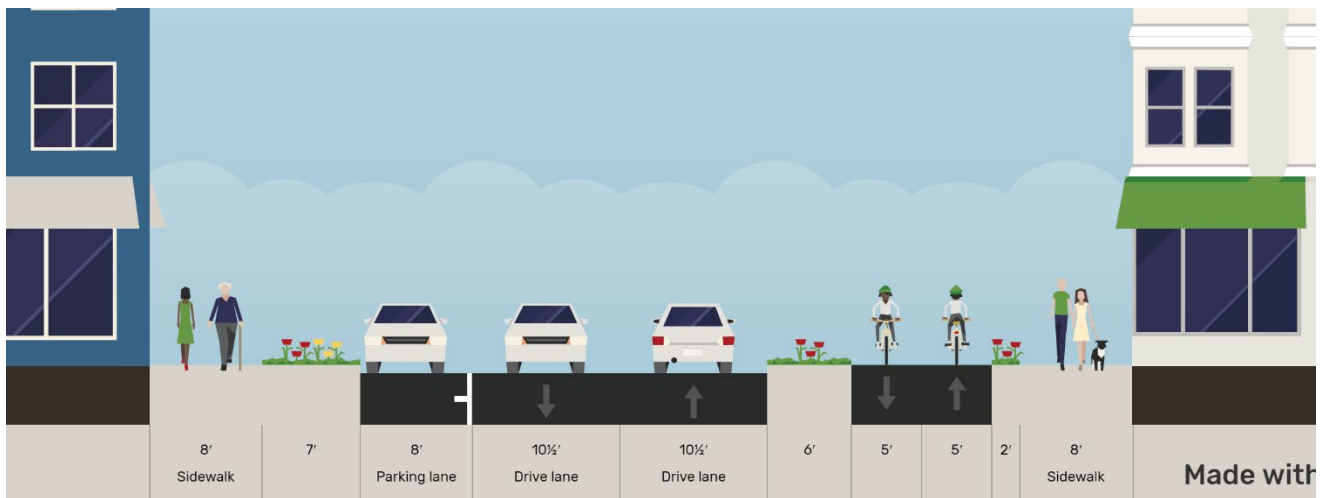 8′ 7′ 8′ 10½′ 10½′ 6′ 5′ 5′ 2′ 8′
Sidewalk Parking lane Drive lane Drive lane Sidewalk
Made with